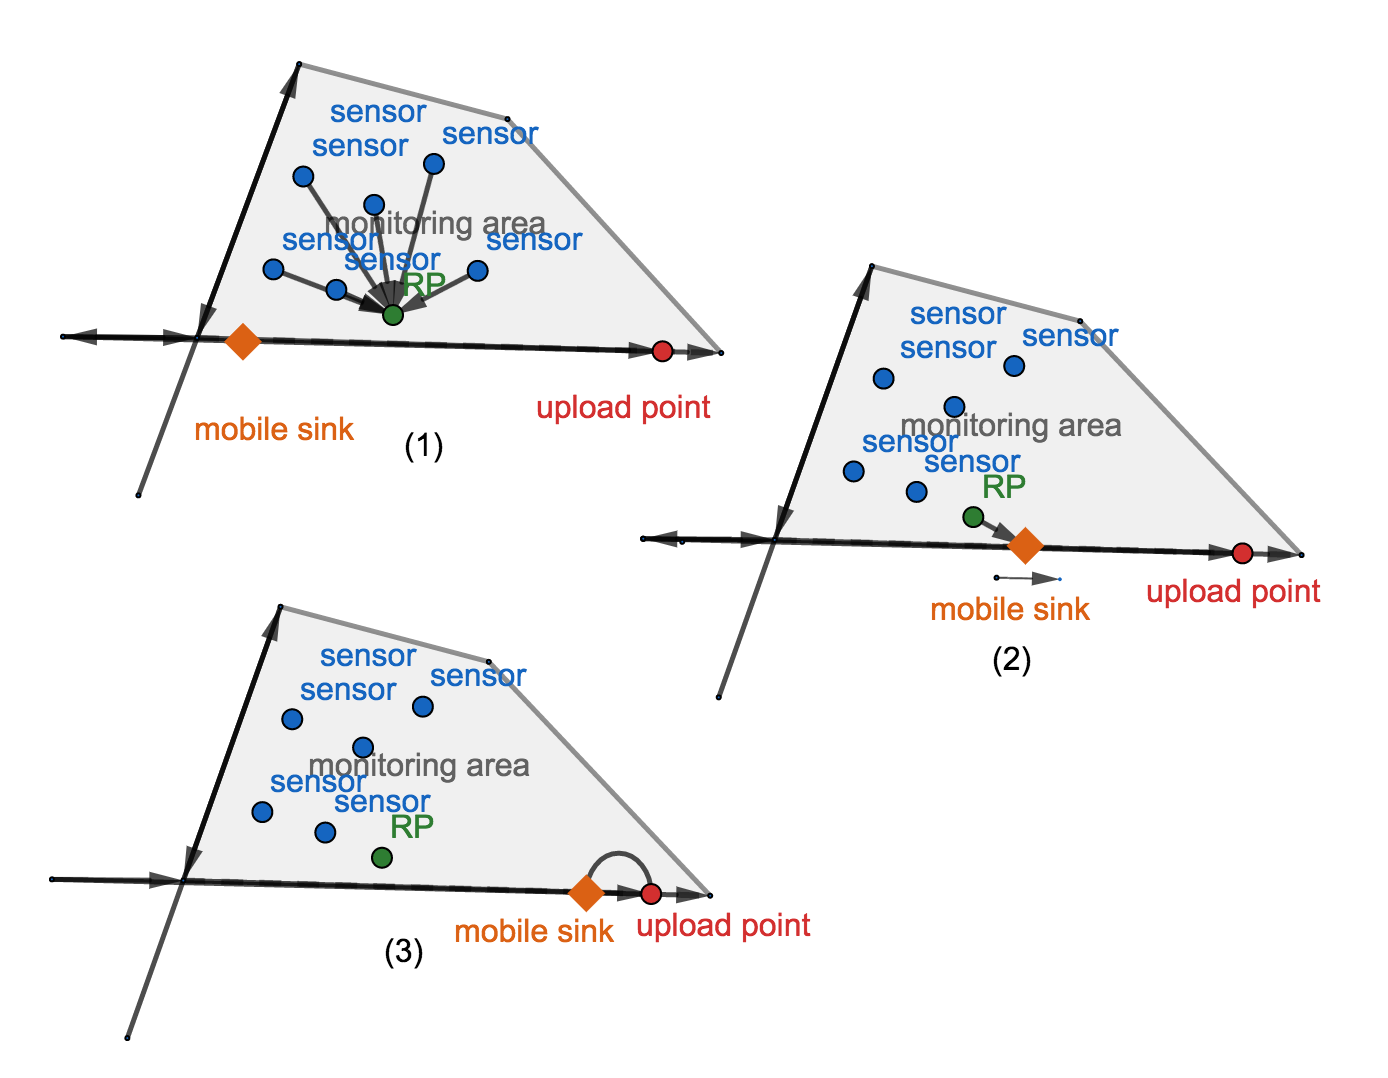 sensor
sensor
sensor
monitoring area
sensor
sensor
sensor
RP
mobile sink
upload point
(1)
sensor
sensor
sensor
monitoring area
sensor
sensor
RP
mobile sink
upload point
(2)
sensor
sensor
sensor
monitoring area
sensor
sensor
RP
mobile sink
upload point
(3)